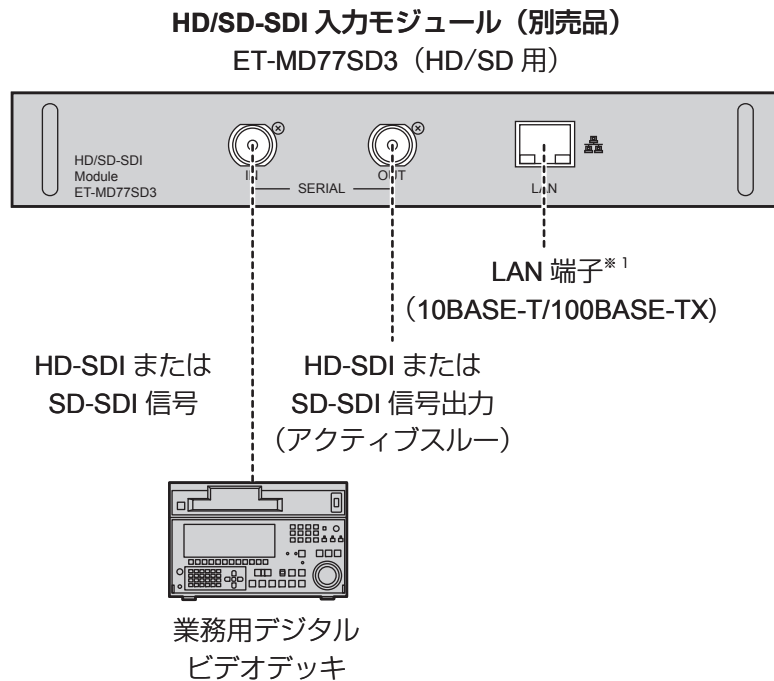 HD/SD-SDI 入力モジュール（別売品）
ET-MD77SD3（HD/SD 用）
HD/SD-SDI
Module
ET-MD77SD3
IN
SERIAL
OUT
LAN
LAN 端子※1
（10BASE-T/100BASE-TX）
HD-SDI または
SD-SDI 信号
HD-SDI または
SD-SDI 信号出力
（アクティブスルー）
業務用デジタル
ビデオデッキ